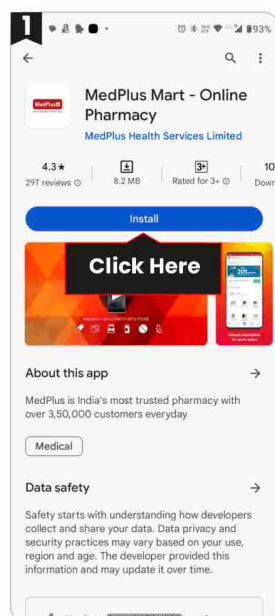 1
93%
MedPlus
MedPlus Mart - Online
Pharmacy
MedPlus Health Services Limited
4.3★
29T reviews
8.2 MB
3+
Rated for 3+
10
Down
Install
Click Here
About this app
MedPlus is India's most trusted pharmacy with
over 3,50,000 customers everyday
Medical
Data safety
Safety starts with understanding how developers
collect and share your data. Data privacy and
security practices may vary based on your use,
region and age. The developer provided this
information and may update it over time.